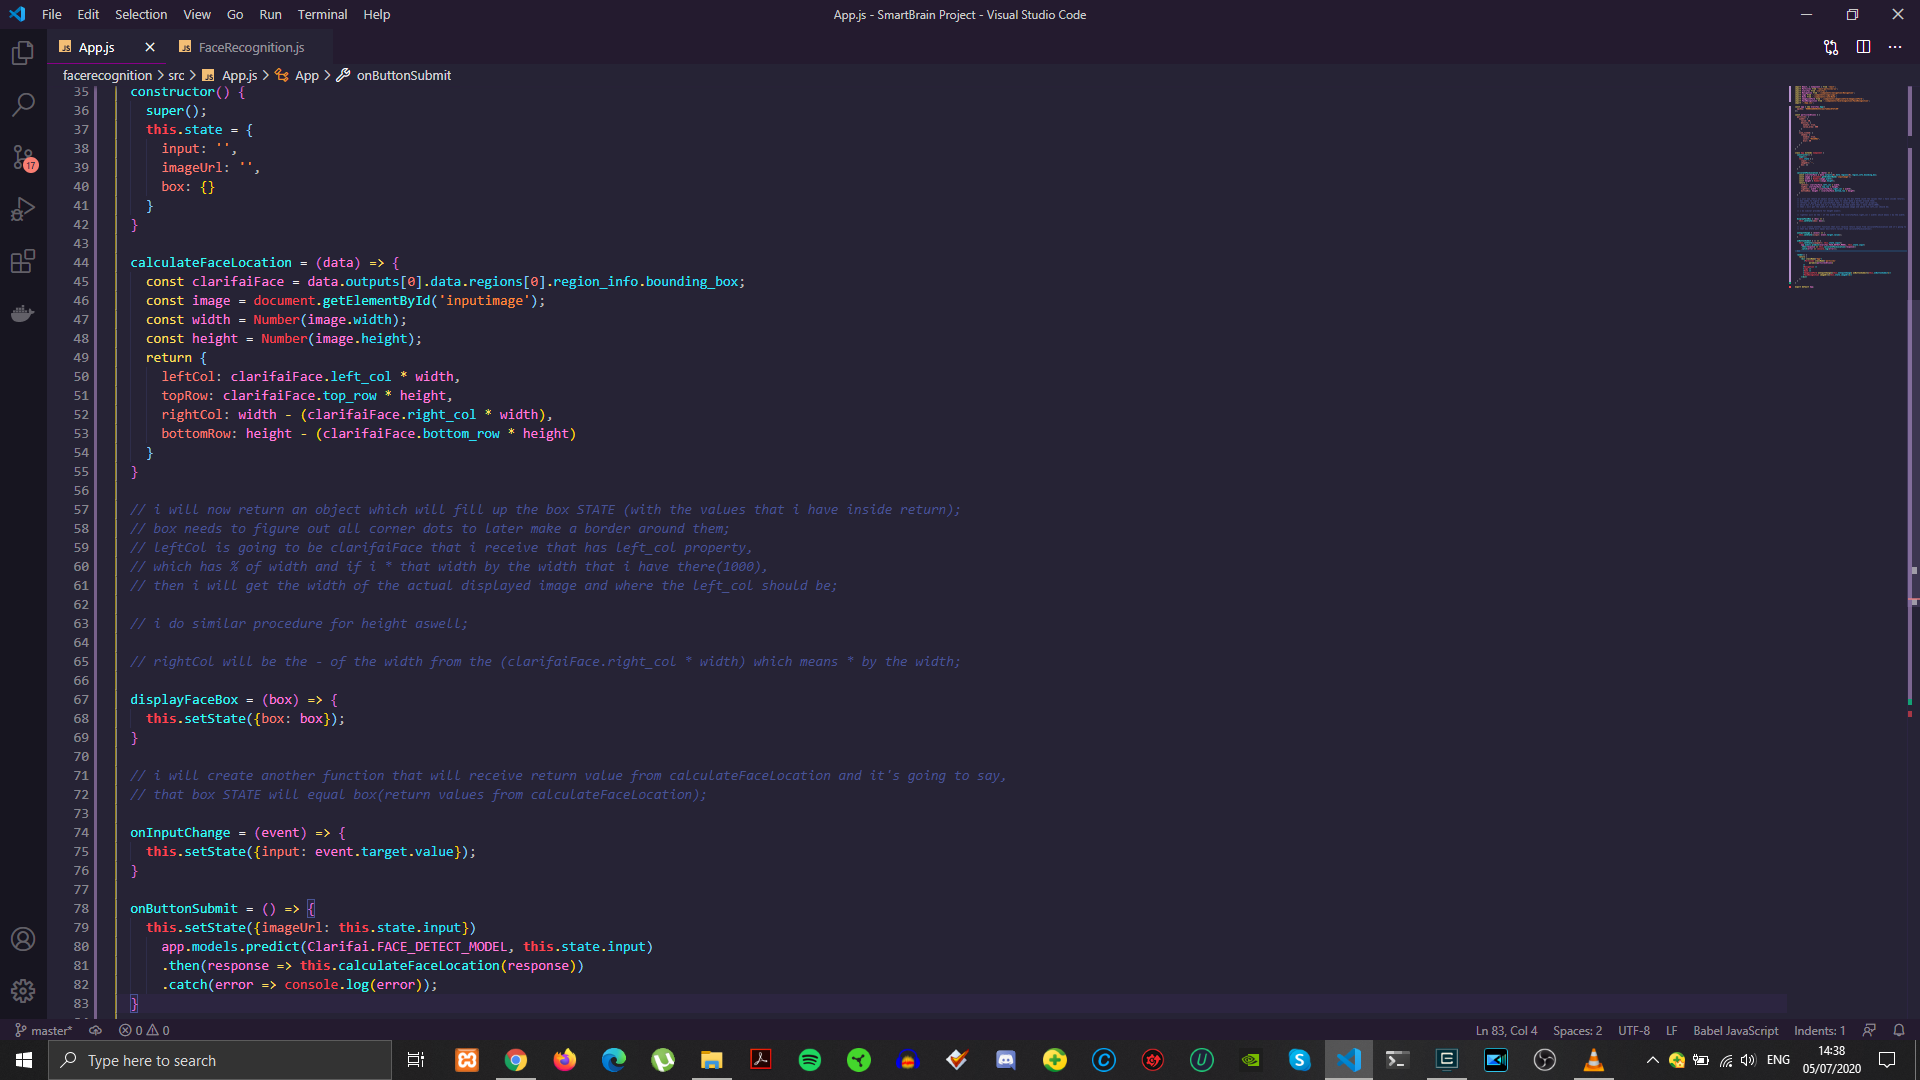 File Edit Selection View Go Run Terminal Help
App.js - SmartBrain Project - Visual Studio Code
JS App.js
JS FaceRecognition.js
facerecognition > src > JS App.js > App > onButtonSubmit
35 constructor() {
36 super();
37 this.state = {
38 input: '',
39 imageUrl: '',
40 box: {}
41 }
42 }
43
44 calculateFaceLocation = (data) => {
45 const clarifaiFace = data.outputs[0].data.regions[0].region_info.bounding_box;
46 const image = document.getElementById('inputimage');
47 const width = Number(image.width);
48 const height = Number(image.height);
49 return {
50 leftCol: clarifaiFace.left_col * width,
51 topRow: clarifaiFace.top_row * height,
52 rightCol: width - (clarifaiFace.right_col * width),
53 bottomRow: height - (clarifaiFace.bottom_row * height)
54 }
55 }
56
57 // i will now return an object which will fill up the box STATE (with the values that i have inside return);
58 // box needs to figure out all corner dots to later make a border around them;
59 // leftCol is going to be clarifaiFace that i receive that has left_col property,
60 // which has % of width and if i * that width by the width that i have there(1000),
61 // then i will get the width of the actual displayed image and where the left_col should be;
62
63 // i do similar procedure for height aswell;
64
65 // rightCol will be the - of the width from the (clarifaiFace.right_col * width) which means * by the width;
66
67 displayFaceBox = (box) => {
68 this.setState({box: box});
69 }
70
71 // i will create another function that will receive return value from calculateFaceLocation and it's going to say,
72 // that box STATE will equal box(return values from calculateFaceLocation);
73
74 onInputChange = (event) => {
75 this.setState({input: event.target.value});
76 }
77
78 onButtonSubmit = () => {
79 this.setState({imageUrl: this.state.input})
80 app.models.predict(Clarifai.FACE_DETECT_MODEL, this.state.input)
81 .then(response => this.calculateFaceLocation(response))
82 .catch(error => console.log(error));
83 }
17
master* 0 0
Ln 83, Col 4 Spaces: 2 UTF-8 LF Babel JavaScript Indents: 1
Type here to search
ENG
14:38
05/07/2020